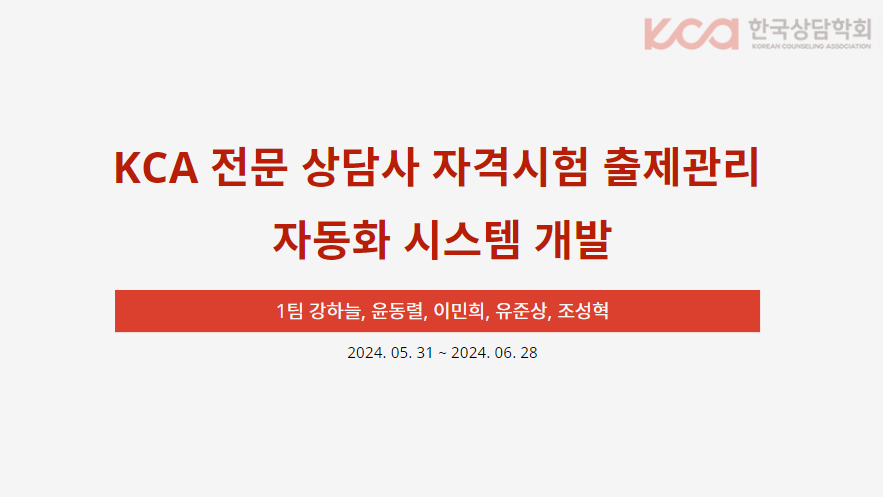 kca 한국상담학회
KOREAN COUNSELING ASSOCIATION
KCA 전문 상담사 자격시험 출제관리
자동화 시스템 개발
1팀 강하늘, 윤동렬, 이민희, 유준상, 조성혁
2024. 05. 31 ~ 2024. 06. 28